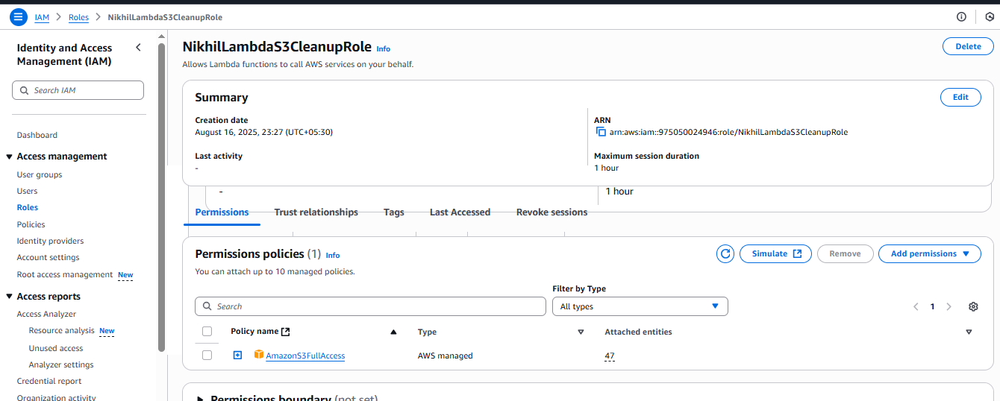 IAM > Roles > NikhilLambdaS3CleanupRole
Identity and Access
Management (IAM)
Search IAM
Dashboard
Access management
User groups
Users
Roles
Policies
Identity providers
Account settings
Root access management New
Access reports
Access Analyzer
Resource analysis New
Unused access
Analyzer settings
Credential report
Organization activity
NikhilLambdaS3CleanupRole Info
Delete
Allows Lambda functions to call AWS services on your behalf.
Summary
Edit
Creation date
August 16, 2025, 23:27 (UTC+05:30)
ARN
arn:aws:iam::975050024946:role/NikhilLambdaS3CleanupRole
Last activity
-
Maximum session duration
1 hour
-
1 hour
Permissions Trust relationships Tags Last Accessed Revoke sessions
Permissions policies (1) Info
Simulate Remove Add permissions
You can attach up to 10 managed policies.
Filter by Type
Search
All types
1
Policy name Type Attached entities
AmazonS3FullAccess AWS managed 47
Permissions boundary (not set)